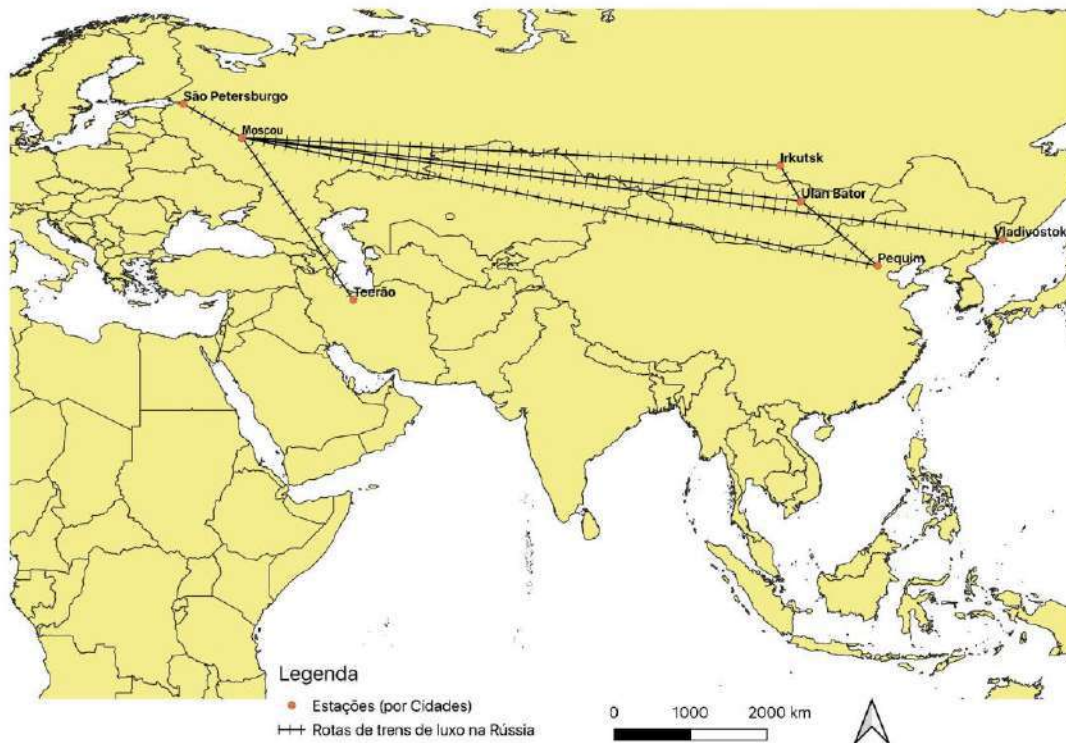 São Petersburgo
Moscou
Irkutsk
Ulan Bator
Vladivostok
Pequim
Teerão
Legenda
Estações (por Cidades)
Rotas de trens de luxo na Rússia
0 1000 2000 km